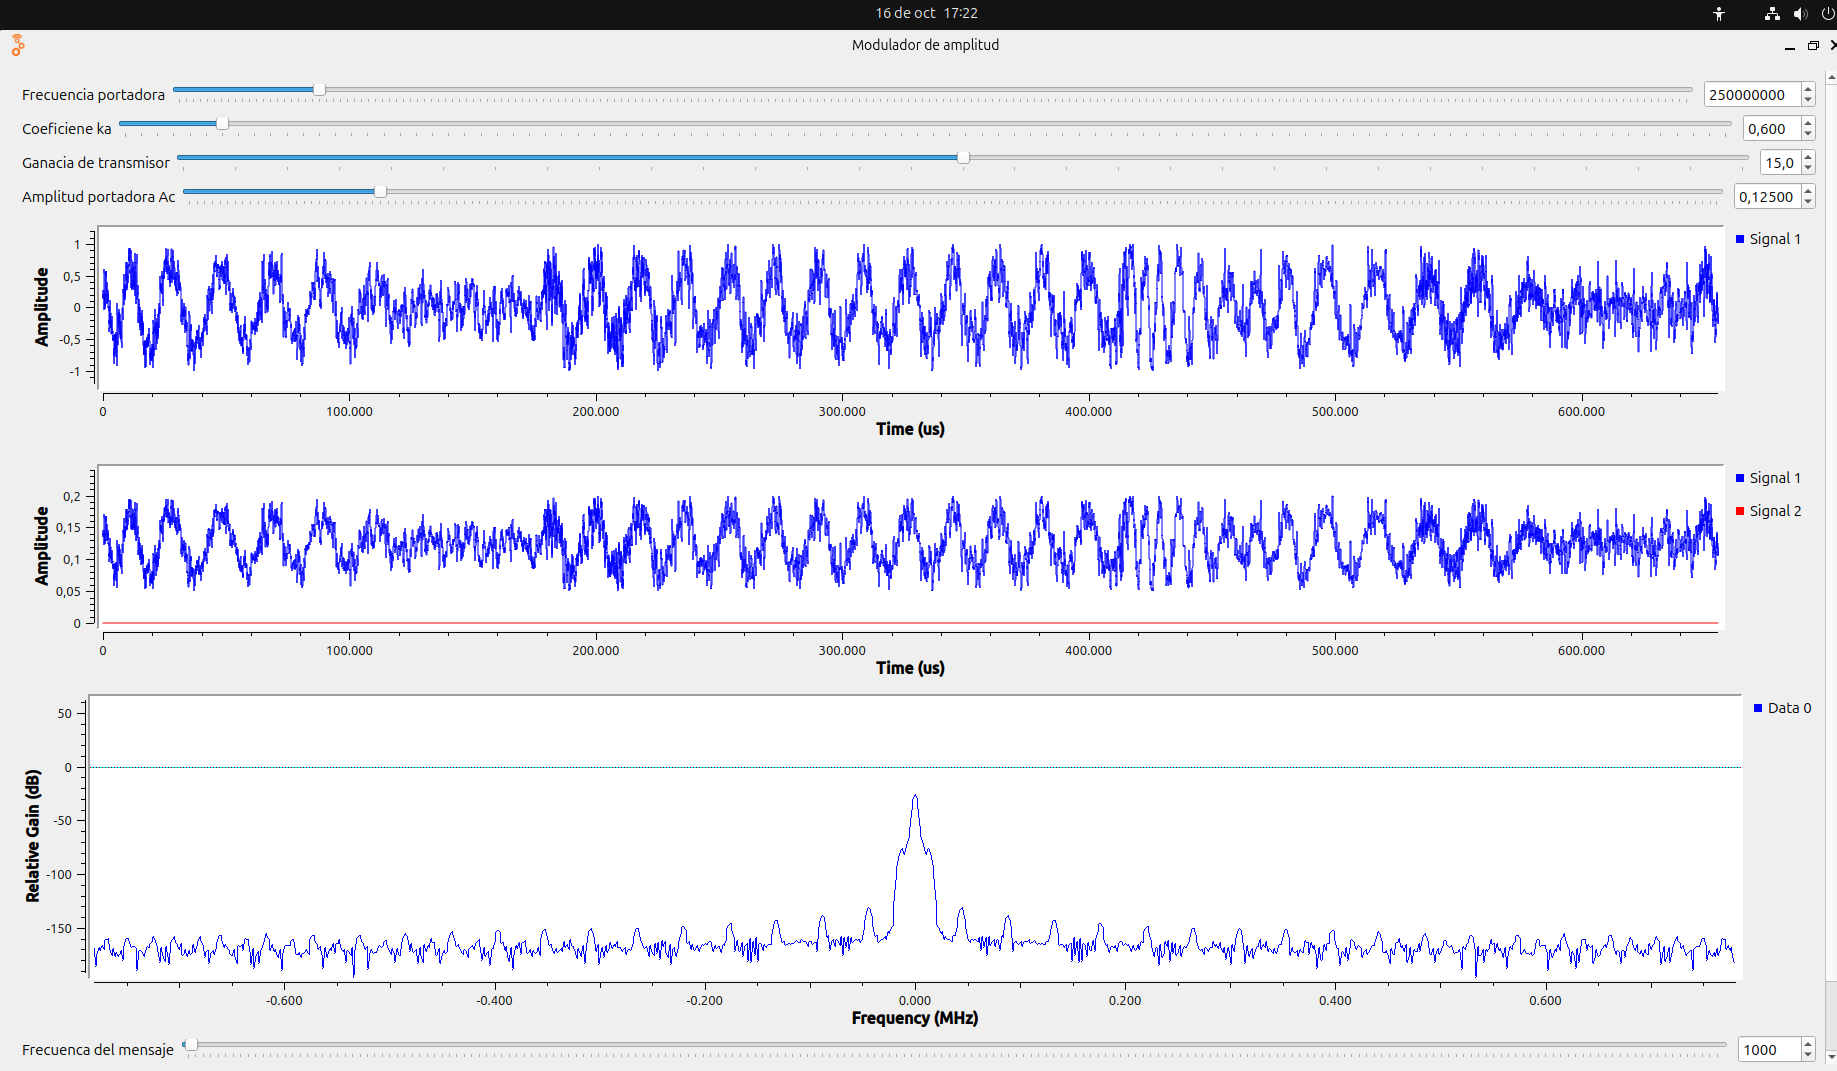 16 de oct 17:22
Modulador de amplitud
Frecuencia portadora 250000000
Coeficiene ka 0,600
Ganacia de transmisor 15,0
Amplitud portadora Ac 0,12500
Signal 1
Amplitude
1
0,5
0
-0,5
-1
0 100.000 200.000 300.000 400.000 500.000 600.000
Time (us)
Signal 1
Signal 2
Amplitude
0,2
0,15
0,1
0,05
0
0 100.000 200.000 300.000 400.000 500.000 600.000
Time (us)
Data 0
Relative Gain (dB)
50
0
-50
-100
-150
-0.600 -0.400 -0.200 0.000 0.200 0.400 0.600
Frequency (MHz)
Frecuenca del mensaje 1000